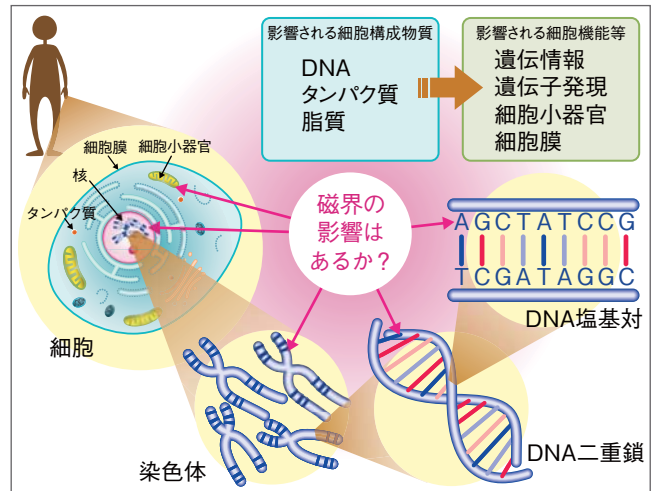 影響される細胞構成物質
DNA
タンパク質
脂質
影響される細胞機能等
遺伝情報
遺伝子発現
細胞小器官
細胞膜
細胞膜
細胞小器官
核
タンパク質
細胞
磁界の
影響は
あるか?
AGCTATCCG
TCGATAGGC
DNA塩基対
染色体
DNA二重鎖